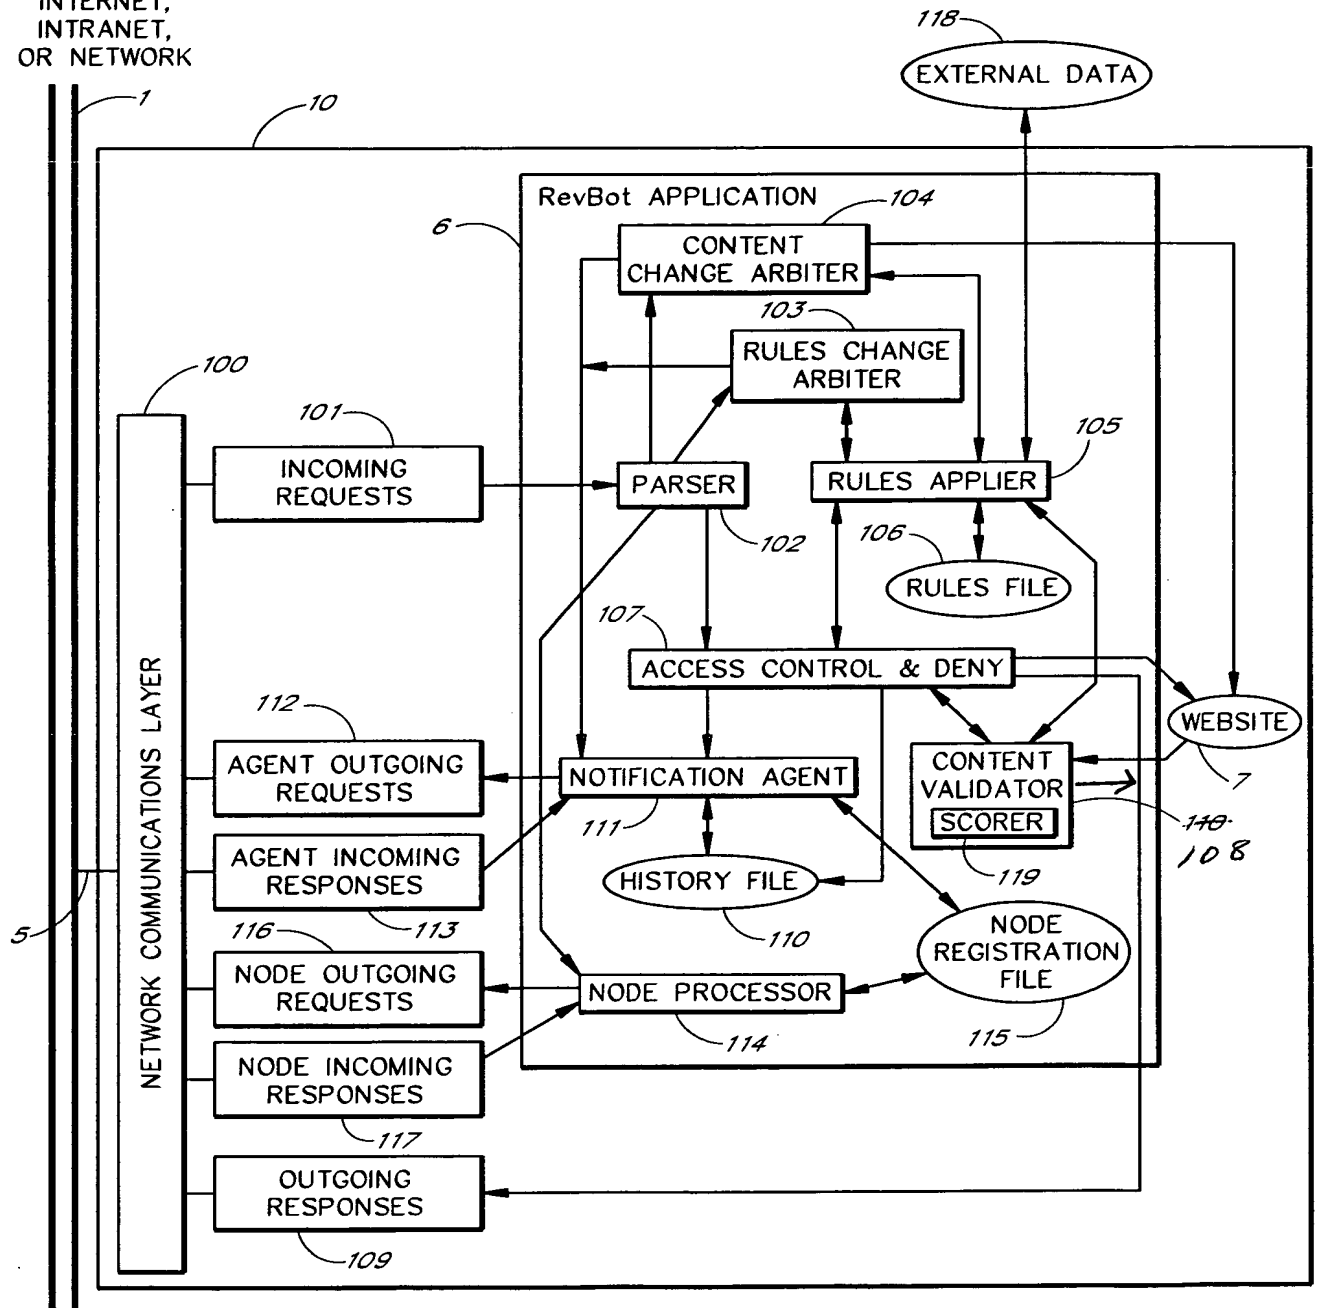 INTERNET,
INTRANET,
OR NETWORK
1
10
118
EXTERNAL DATA
RevBot APPLICATION
6
104
CONTENT
CHANGE ARBITER
103
RULES CHANGE
ARBITER
100
101
INCOMING
REQUESTS
PARSER
102
105
RULES APPLIER
106
RULES FILE
107
ACCESS CONTROL & DENY
NETWORK COMMUNICATIONS LAYER
112
AGENT OUTGOING
REQUESTS
NOTIFICATION AGENT
111
CONTENT
VALIDATOR
SCORER
119
WEBSITE
7
110
108
AGENT INCOMING
RESPONSES
113
HISTORY FILE
110
5
116
NODE OUTGOING
REQUESTS
NODE PROCESSOR
114
NODE
REGISTRATION
FILE
115
NODE INCOMING
RESPONSES
117
OUTGOING
RESPONSES
109